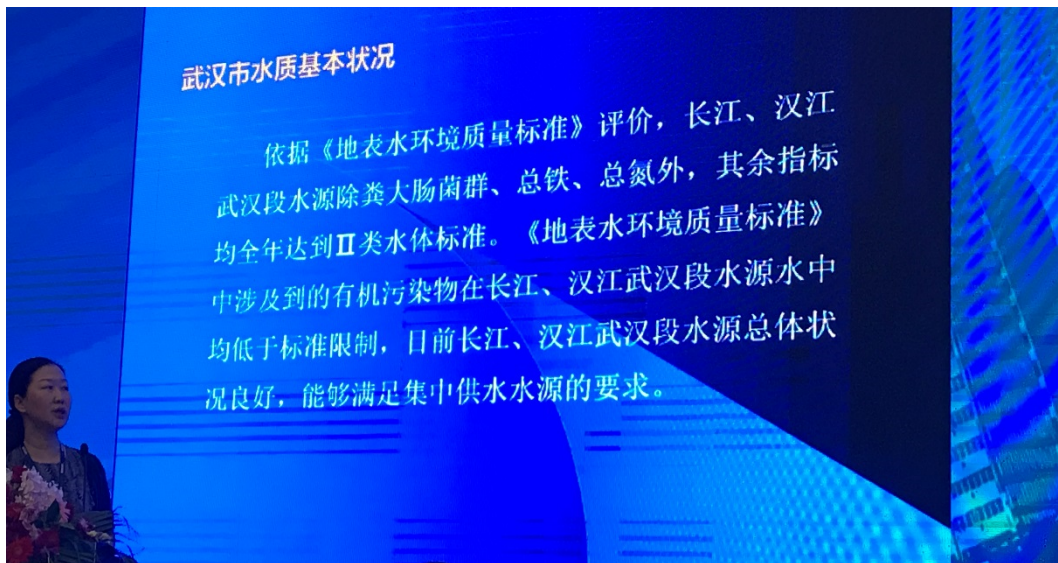 武汉市水质基本状况
依据《地表水环境质量标准》评价，长江、汉江
武汉段水源除粪大肠菌群、总铁、总氮外，其余指标
均全年达到Ⅱ类水体标准。《地表水环境质量标准》
中涉及到的有机污染物在长江、汉江武汉段水源水中
均低于标准限制，目前长江、汉江武汉段水源总体状
况良好，能够满足集中供水水源的要求。